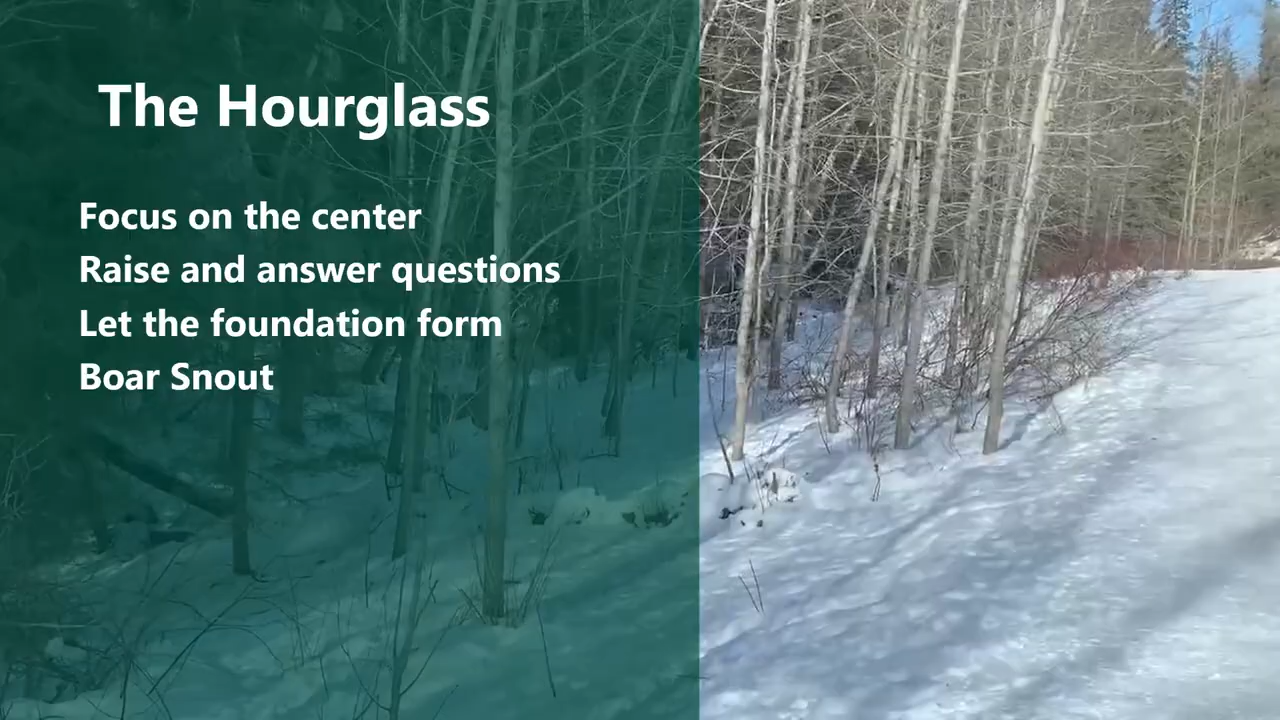 The Hourglass
Focus on the center
Raise and answer questions
Let the foundation form
Boar Snout